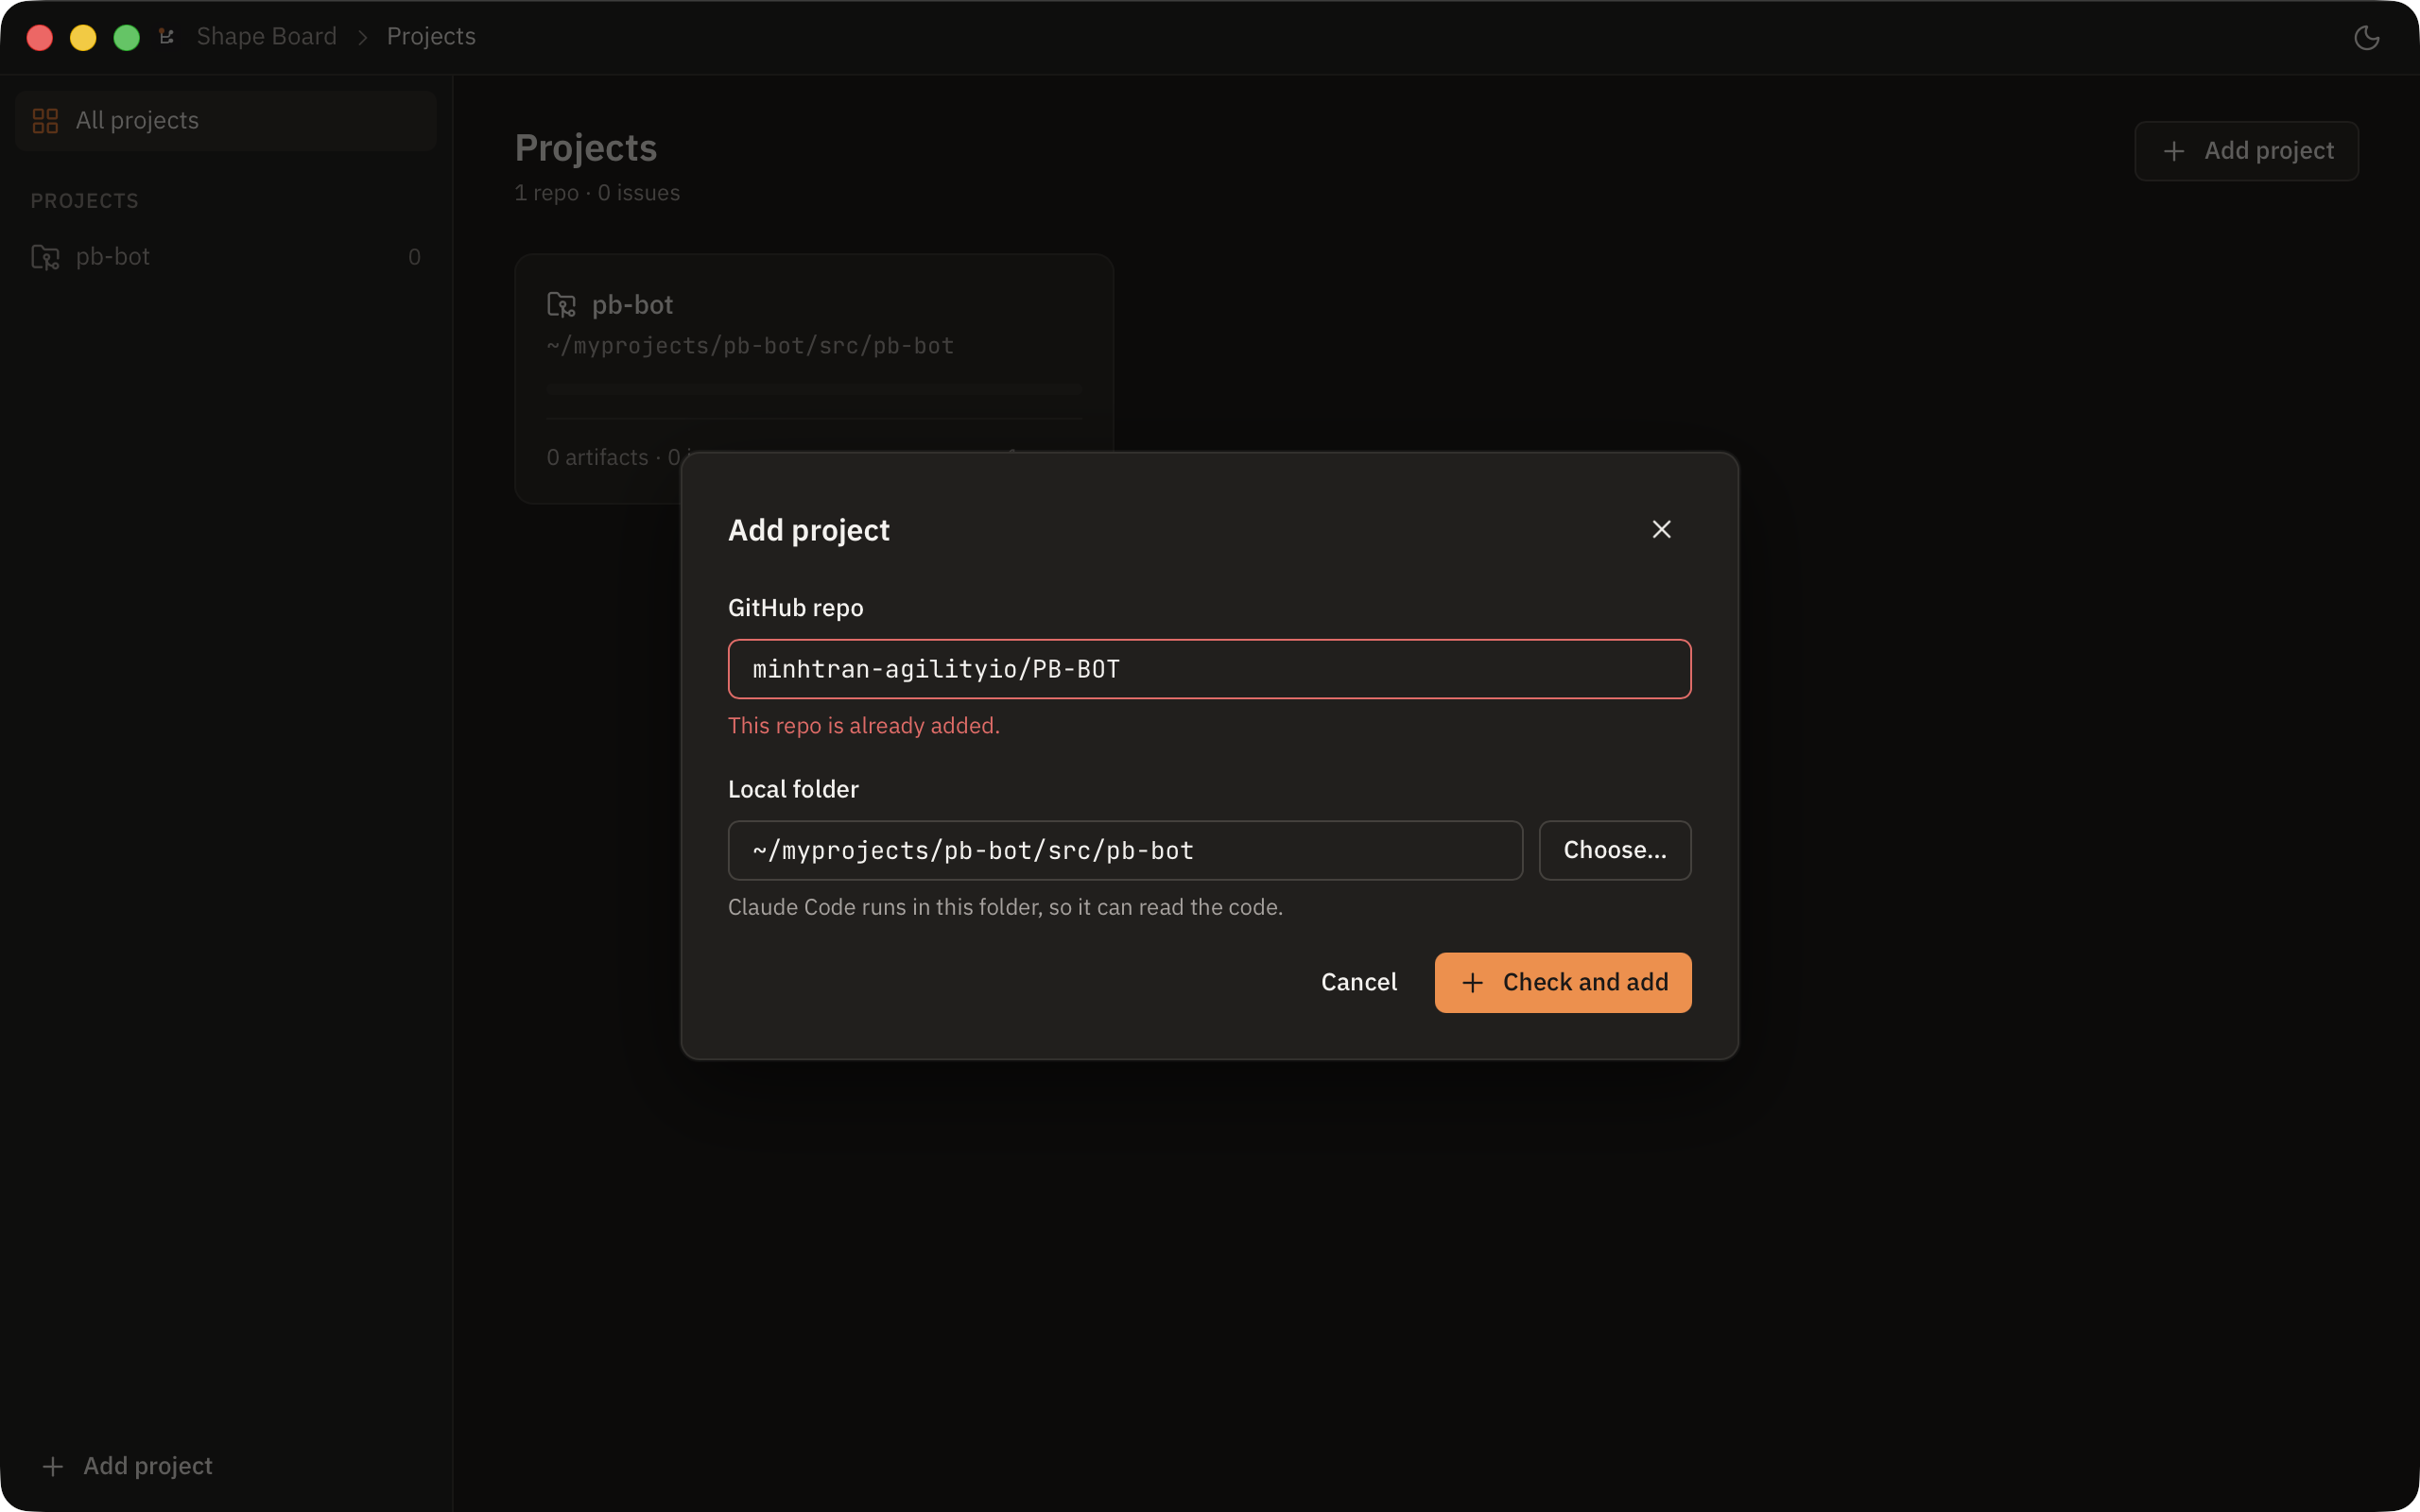 Shape Board > Projects
All projects
PROJECTS
pb-bot 0
Projects
1 repo · 0 issues
Add project
pb-bot
~/myprojects/pb-bot/src/pb-bot
0 artifacts · 0
Add project
GitHub repo
minhtran-agilityio/PB-BOT
This repo is already added.
Local folder
~/myprojects/pb-bot/src/pb-bot
Choose...
Claude Code runs in this folder, so it can read the code.
Cancel
Check and add
Add project